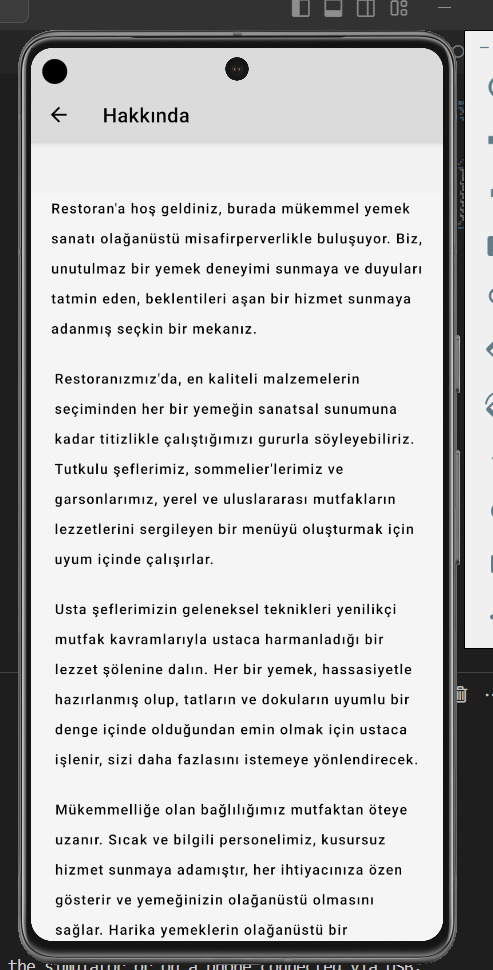 Hakkında
Restoran'a hoş geldiniz, burada mükemmel yemek
sanatı olağanüstü misafirperverlikle buluşuyor. Biz,
unutulmaz bir yemek deneyimi sunmaya ve duyuları
tatmin eden, beklentileri aşan bir hizmet sunmaya
adanmış seçkin bir mekanız.
Restoranızmız'da, en kaliteli malzemelerin
seçiminden her bir yemeğin sanatsal sunumuna
kadar titizlikle çalıştığımızı gururla söyleyebiliriz.
Tutkulu şeflerimiz, sommelier'lerimiz ve
garsonlarımız, yerel ve uluslararası mutfakların
lezzetlerini sergileyen bir menüyü oluşturmak için
uyum içinde çalışırlar.
Usta şeflerimizin geleneksel teknikleri yenilikçi
mutfak kavramlarıyla ustaca harmanladığı bir
lezzet şölenine dalın. Her bir yemek, hassasiyetle
hazırlanmış olup, tatların ve dokuların uyumlu bir
denge içinde olduğundan emin olmak için ustaca
işlenir, sizi daha fazlasını istemeye yönlendirecek.
Mükemmelliğe olan bağlılığımız mutfaktan öteye
uzanır. Sıcak ve bilgili personelimiz, kusursuz
hizmet sunmaya adamıştır, her ihtiyacınıza özen
gösterir ve yemeğinizin olağanüstü olmasını
sağlar. Harika yemeklerin olağanüstü bir
the simulator or on a phone connected via USB.